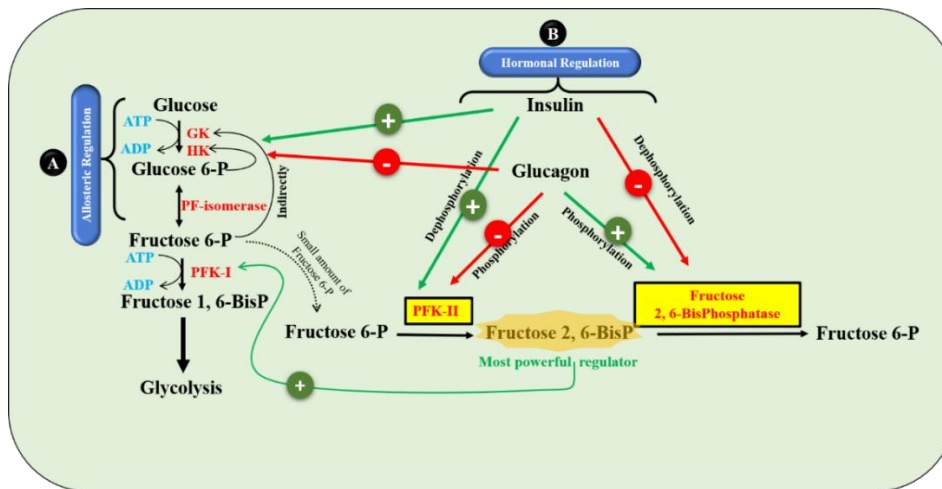 B
Hormonal Regulation
Insulin
Glucagon
Dephosphorylation
Phosphorylation
Phosphorylation
Dephosphorylation
+
-
+
-
+
-
A
Allosteric Regulation
Glucose
ATP
GK
ADP
HK
Glucose 6-P
PF-isomerase
Indirectly
Fructose 6-P
ATP
PFK-I
ADP
Fructose 1, 6-BisP
Glycolysis
Small amount of
Fructose 6-P
Fructose 6-P
PFK-II
Fructose 2, 6-BisP
Most powerful regulator
+
Fructose
2, 6-BisPhosphatase
Fructose 6-P